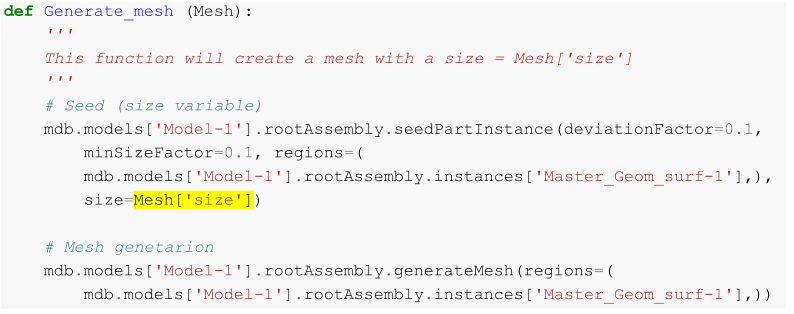 def Generate_mesh (Mesh):
'''
This function will create a mesh with a size = Mesh['size']
'''
# Seed (size variable)
mdb.models['Model-1'].rootAssembly.seedPartInstance(deviationFactor=0.1,
minSizeFactor=0.1, regions=(
mdb.models['Model-1'].rootAssembly.instances['Master_Geom_surf-1'],),
size=Mesh['size'])
# Mesh genetarion
mdb.models['Model-1'].rootAssembly.generateMesh(regions=(
mdb.models['Model-1'].rootAssembly.instances['Master_Geom_surf-1'],))